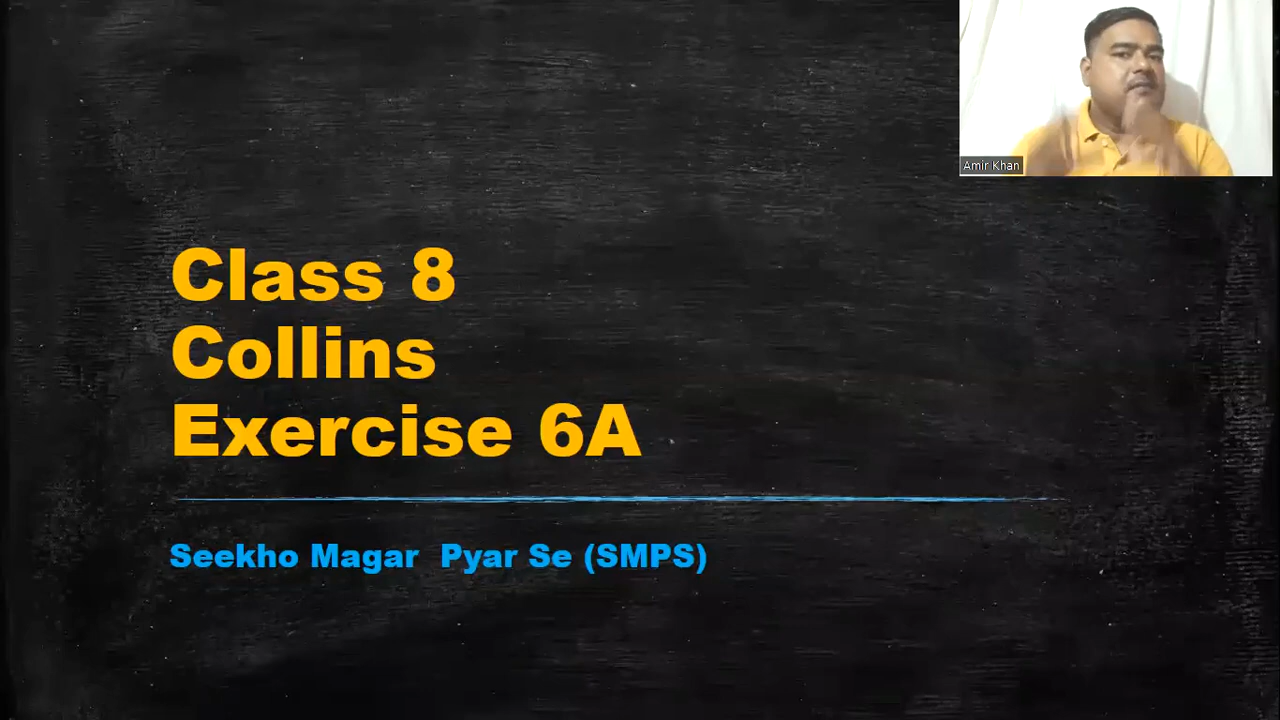 Amir Khan
Class 8
Collins
Exercise 6A
Seekho Magar Pyar Se (SMPS)